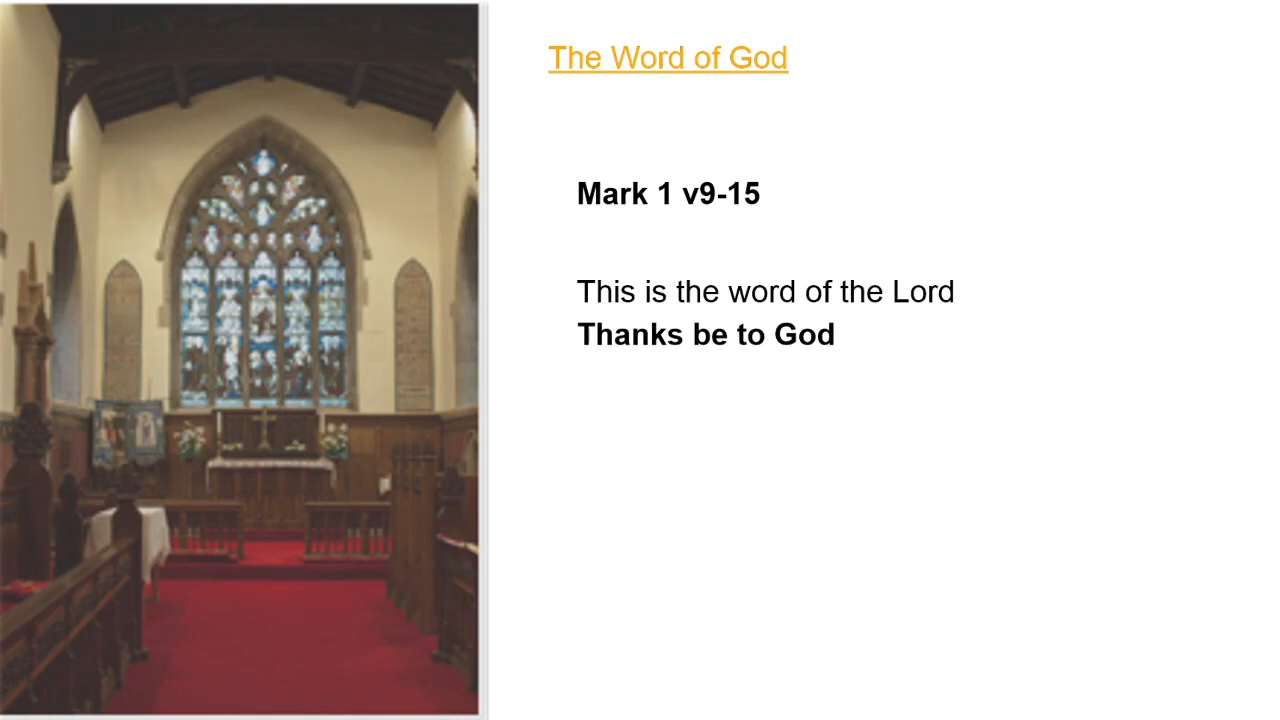 The Word of God
Mark 1 v9-15
This is the word of the Lord
Thanks be to God